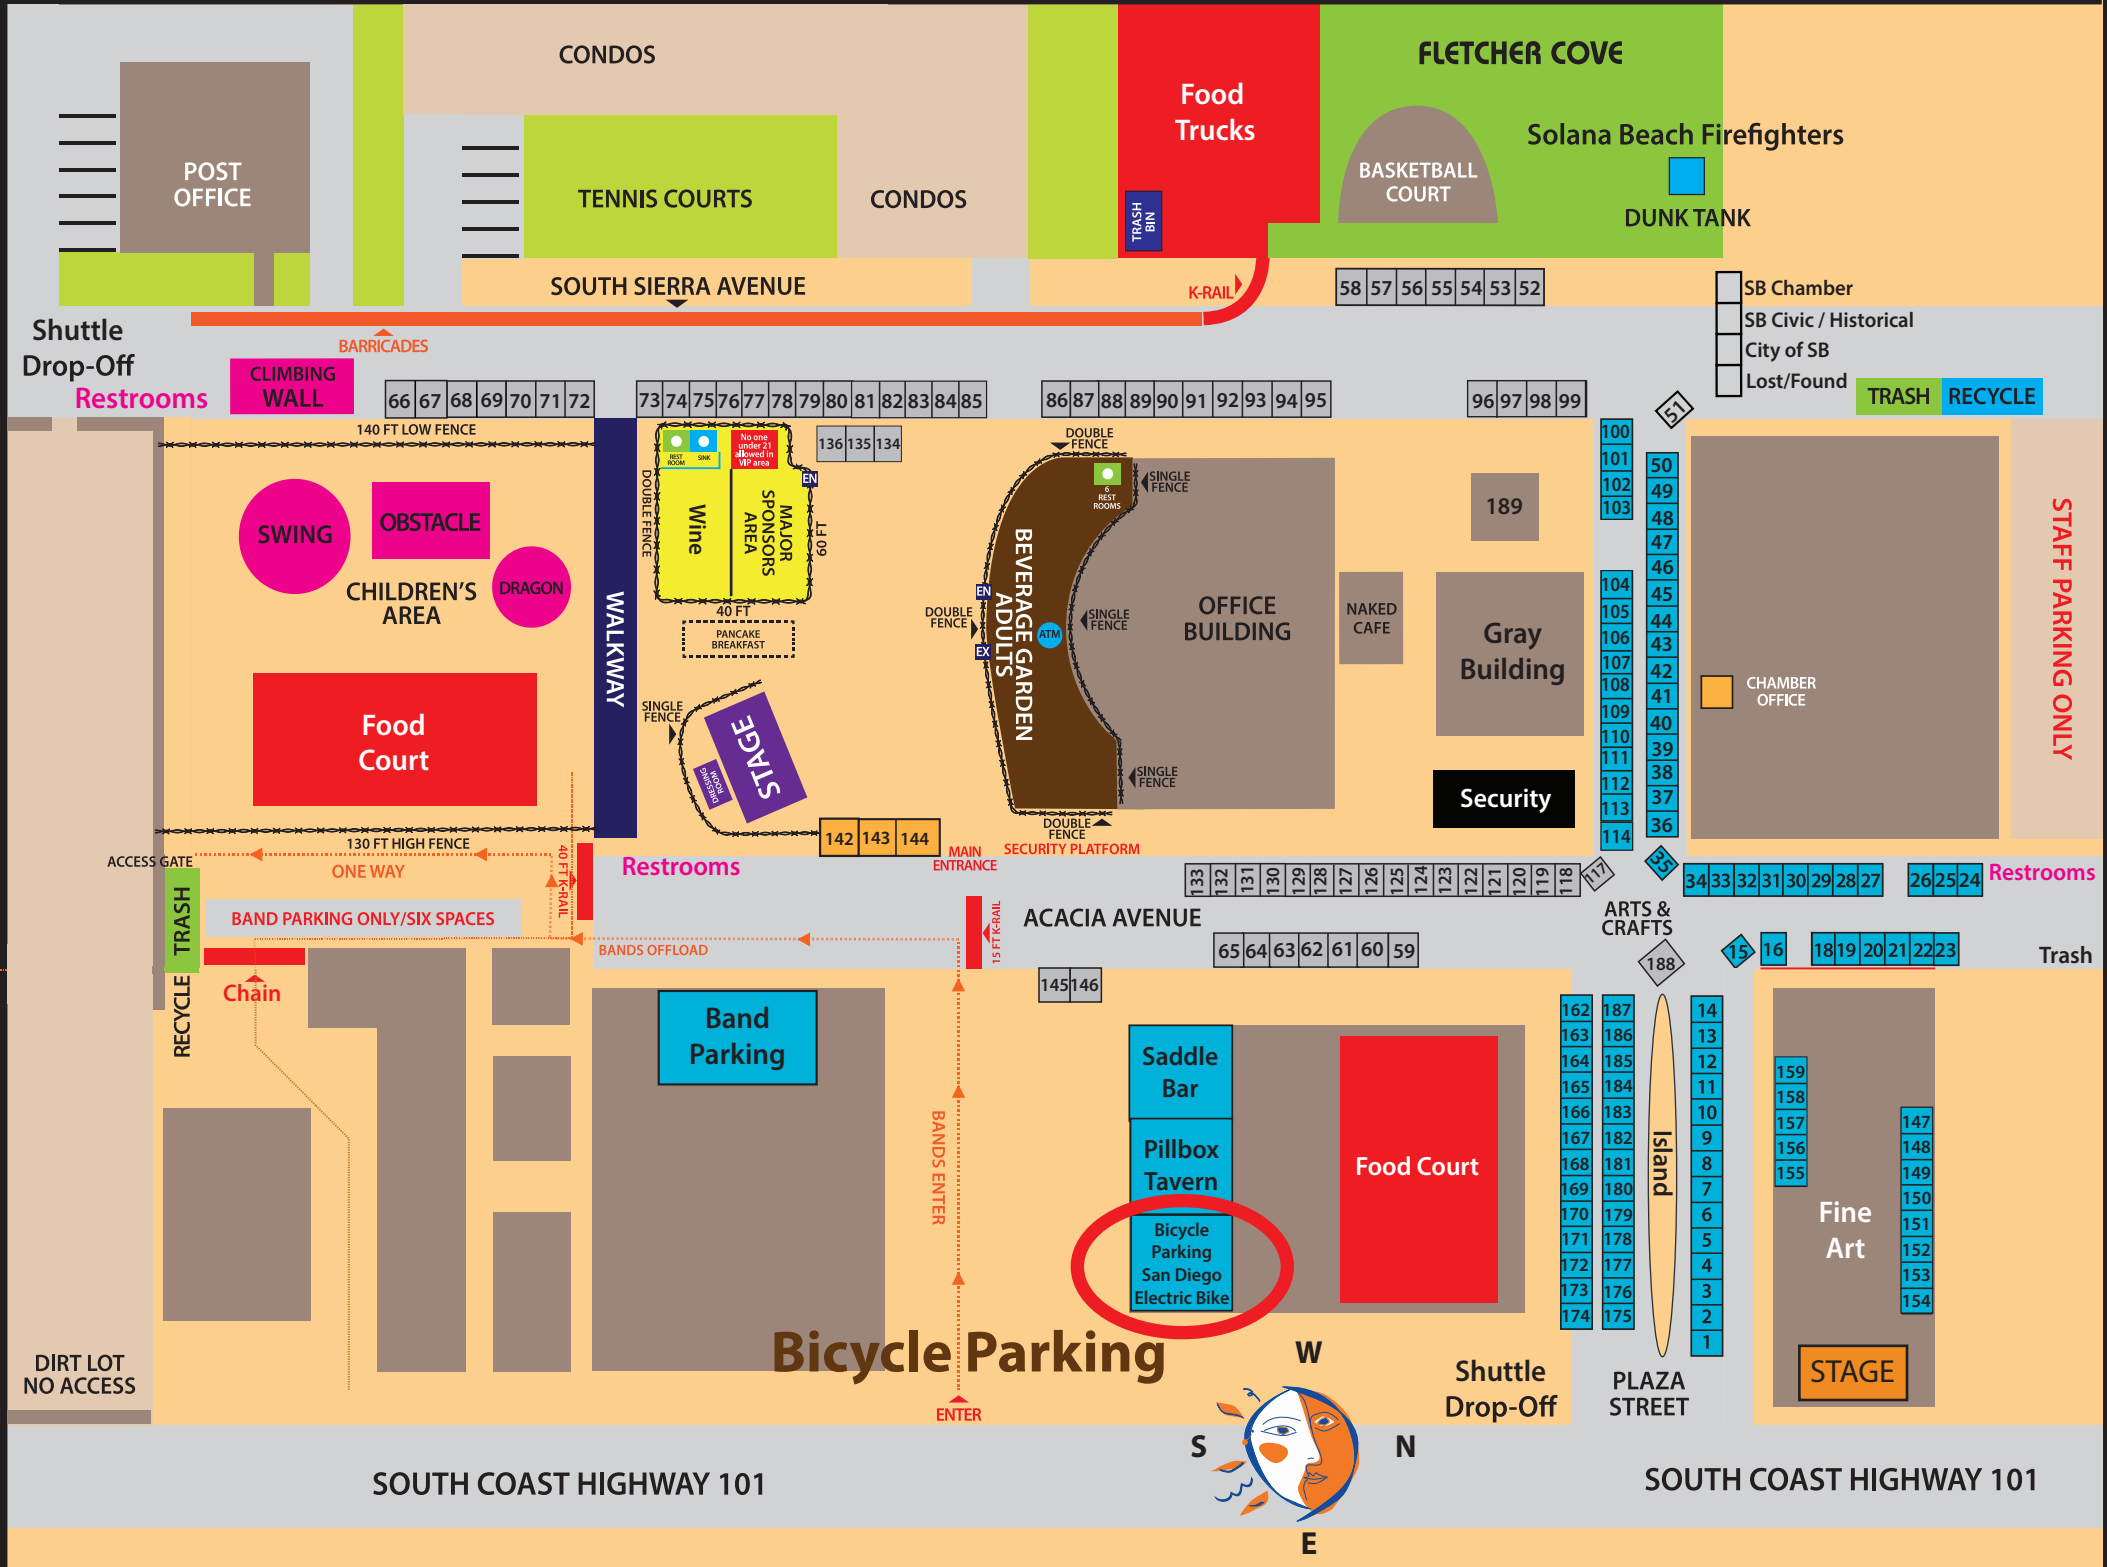 CONDOS
FLETCHER COVE
Food
Trucks
Solana Beach Firefighters
POST
OFFICE
TENNIS COURTS
CONDOS
TRASH
BIN
BASKETBALL
COURT
DUNK TANK
SOUTH SIERRA AVENUE
K-RAIL
58 57 56 55 54 53 52
SB Chamber
SB Civic / Historical
City of SB
Lost/Found
Shuttle
Drop-Off
BARRICADES
Restrooms
CLIMBING
WALL
TRASH RECYCLE
66 67 68 69 70 71 72
73 74 75 76 77 78 79 80 81 82 83 84 85
86 87 88 89 90 91 92 93 94 95
96 97 98 99
51
140 FT LOW FENCE
REST
ROOM
SINK
No one
under 21
allowed in
VIP area
136 135 134
DOUBLE
FENCE
100
101
102
103
50
49
48
47
46
45
44
43
42
41
40
39
38
37
36
SWING
OBSTACLE
DRAGON
CHILDREN'S
AREA
WALKWAY
DOUBLE FENCE
Wine
MAJOR
SPONSORS
AREA
EN
60 FT
40 FT
PANCAKE
BREAKFAST
6
REST
ROOMS
SINGLE
FENCE
BEVERAGE GARDEN
ADULTS
EN
EX
DOUBLE
FENCE
ATM
SINGLE
FENCE
OFFICE
BUILDING
NAKED
CAFE
189
Gray
Building
104
105
106
107
108
109
110
111
112
113
114
CHAMBER
OFFICE
STAFF PARKING ONLY
Food
Court
SINGLE
FENCE
STAGE
DRESSING
ROOM
SINGLE
FENCE
Security
130 FT HIGH FENCE
142 143 144
DOUBLE
FENCE
MAIN
ENTRANCE
SECURITY PLATFORM
ACCESS GATE
ONE WAY
40 FT K-RAIL
Restrooms
133 132 131 130 129 128 127 126 125 124 123 122 121 120 119 118
117
35
34 33 32 31 30 29 28 27
26 25 24
Restrooms
TRASH
BAND PARKING ONLY/SIX SPACES
15 FT K-RAIL
ACACIA AVENUE
ARTS &
CRAFTS
BANDS OFFLOAD
65 64 63 62 61 60 59
188
15
16
18 19 20 21 22 23
Trash
RECYCLE
Chain
145 146
Band
Parking
BANDS ENTER
Saddle
Bar
Pillbox
Tavern
Bicycle
Parking
San Diego
Electric Bike
Food Court
162
163
164
165
166
167
168
169
170
171
172
173
174
187
186
185
184
183
182
181
180
179
178
177
176
175
Island
14
13
12
11
10
9
8
7
6
5
4
3
2
1
159
158
157
156
155
147
148
149
150
151
152
153
154
Fine
Art
STAGE
DIRT LOT
NO ACCESS
Bicycle Parking
ENTER
W
S
N
E
Shuttle
Drop-Off
PLAZA
STREET
SOUTH COAST HIGHWAY 101
SOUTH COAST HIGHWAY 101